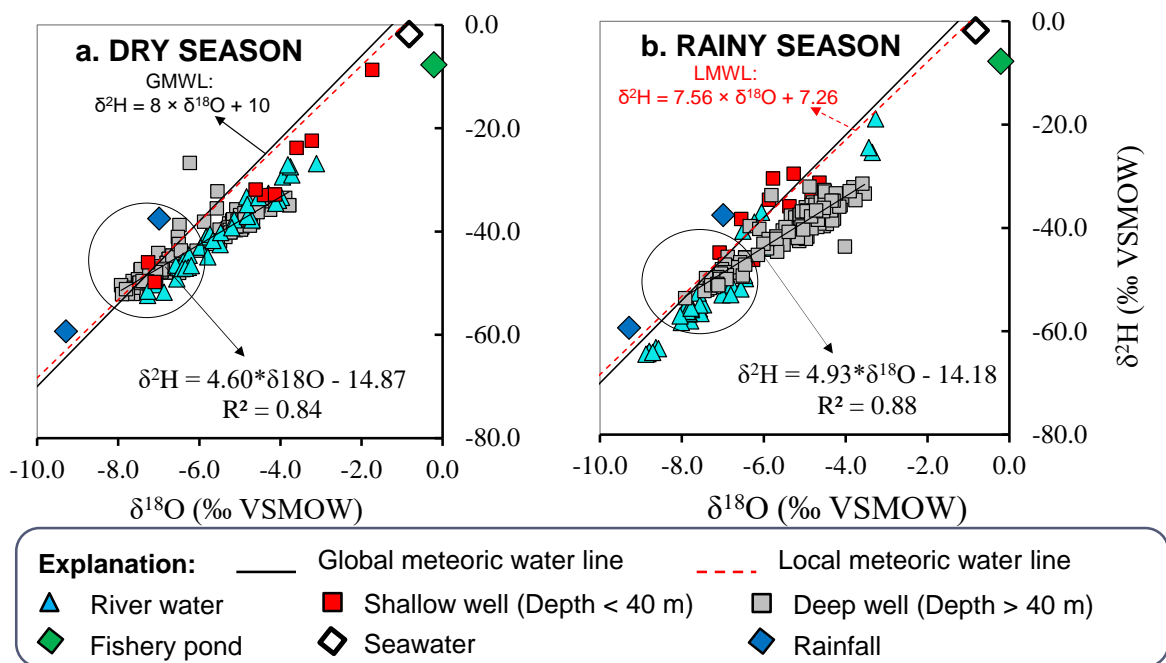 a. DRY SEASON
GMWL:
δ²H = 8 × δ¹⁸O + 10
δ²H = 4.60*δ18O - 14.87
R² = 0.84
0.0
-20.0
-40.0
-60.0
-80.0
-10.0 -8.0 -6.0 -4.0 -2.0 0.0
δ¹⁸O (‰ VSMOW)
b. RAINY SEASON
LMWL:
δ²H = 7.56 × δ¹⁸O + 7.26
δ²H = 4.93*δ¹⁸O - 14.18
R² = 0.88
0.0
-20.0
-40.0
-60.0
-80.0
δ²H (‰ VSMOW)
-10.0 -8.0 -6.0 -4.0 -2.0 0.0
δ¹⁸O (‰ VSMOW)
Explanation: Global meteoric water line Local meteoric water line
River water Shallow well (Depth < 40 m) Deep well (Depth > 40 m)
Fishery pond Seawater Rainfall